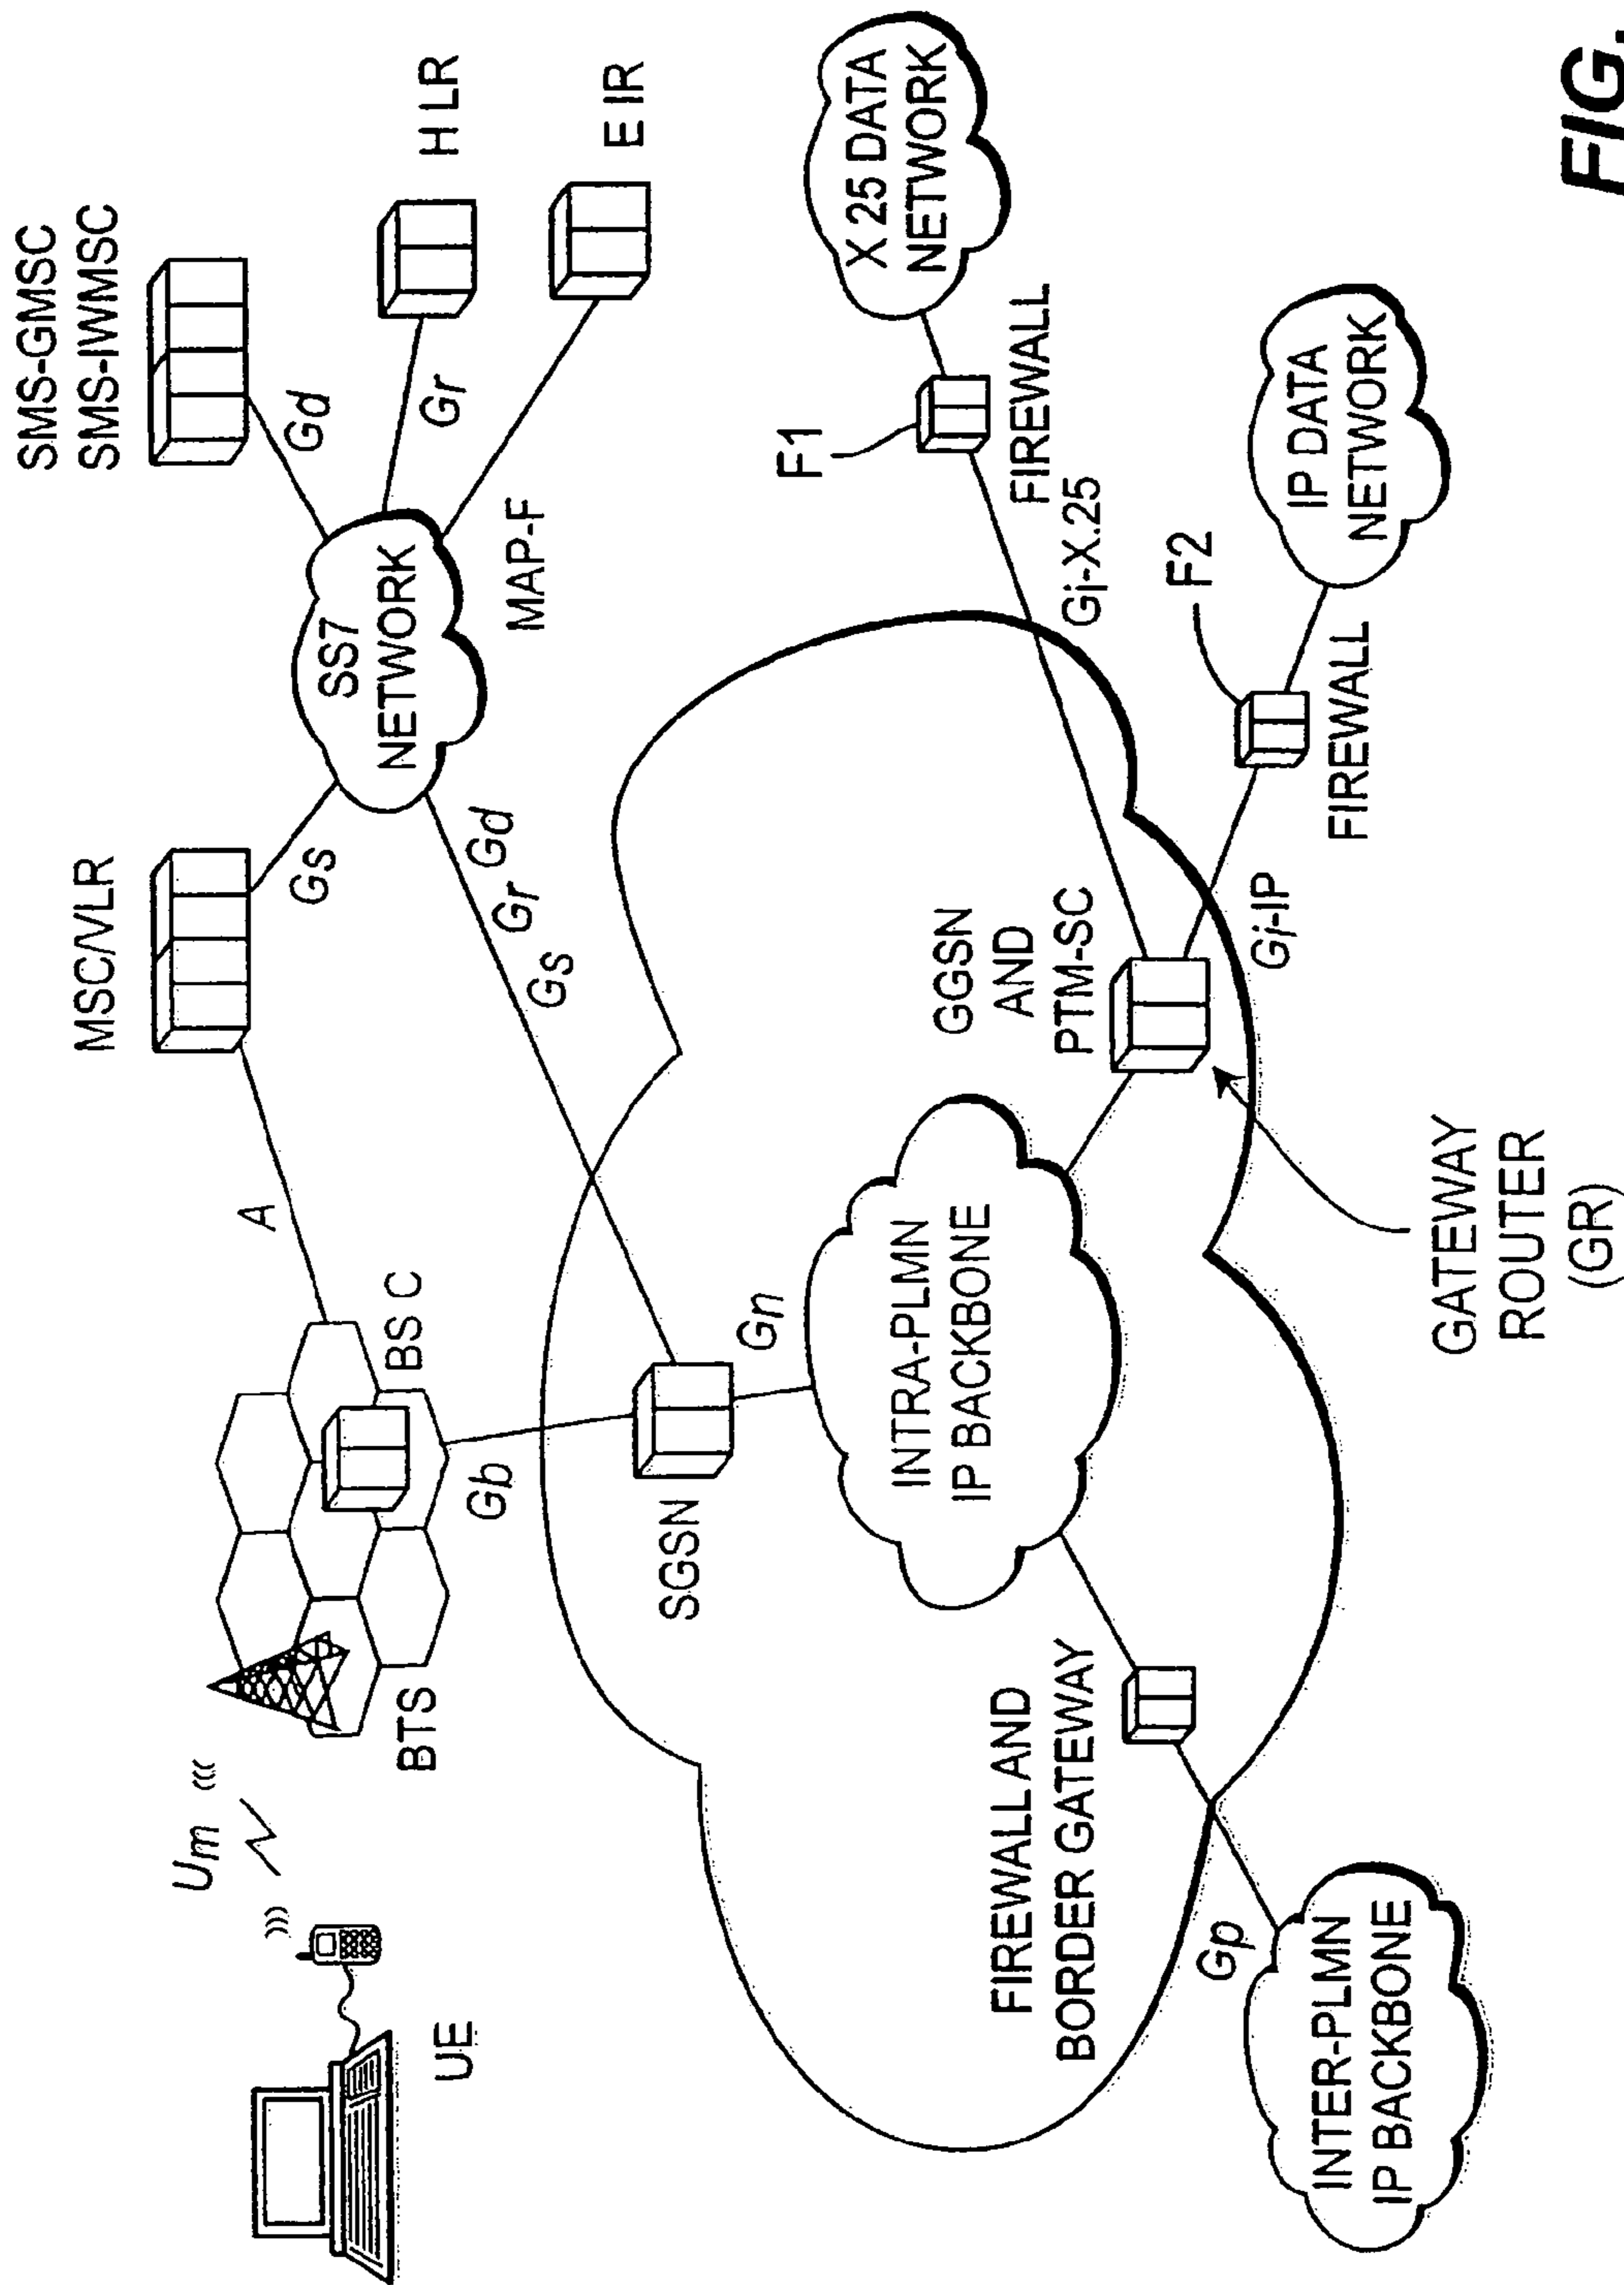 SMS-GMSC
SMS-IWMSC
MSC/VLR
Um
A
Gs
Gd
Gr
H LR
SS7
NETWORK
BS C
BTS
UE
MAP-F
E IR
Gb
Gs
Gr
Gd
SGSN
Gn
F1
X 25 DATA
NETWORK
FIREWALL
Gi-X.25
INTRA-PLMN
IP BACKBONE
GGSN
AND
PTM-SC
FIREWALL AND
BORDER GATEWAY
F2
IP DATA
NETWORK
FIREWALL
Gi-IP
Gp
INTER-PLMN
IP BACKBONE
GATEWAY
ROUTER
(GR)
FIG.